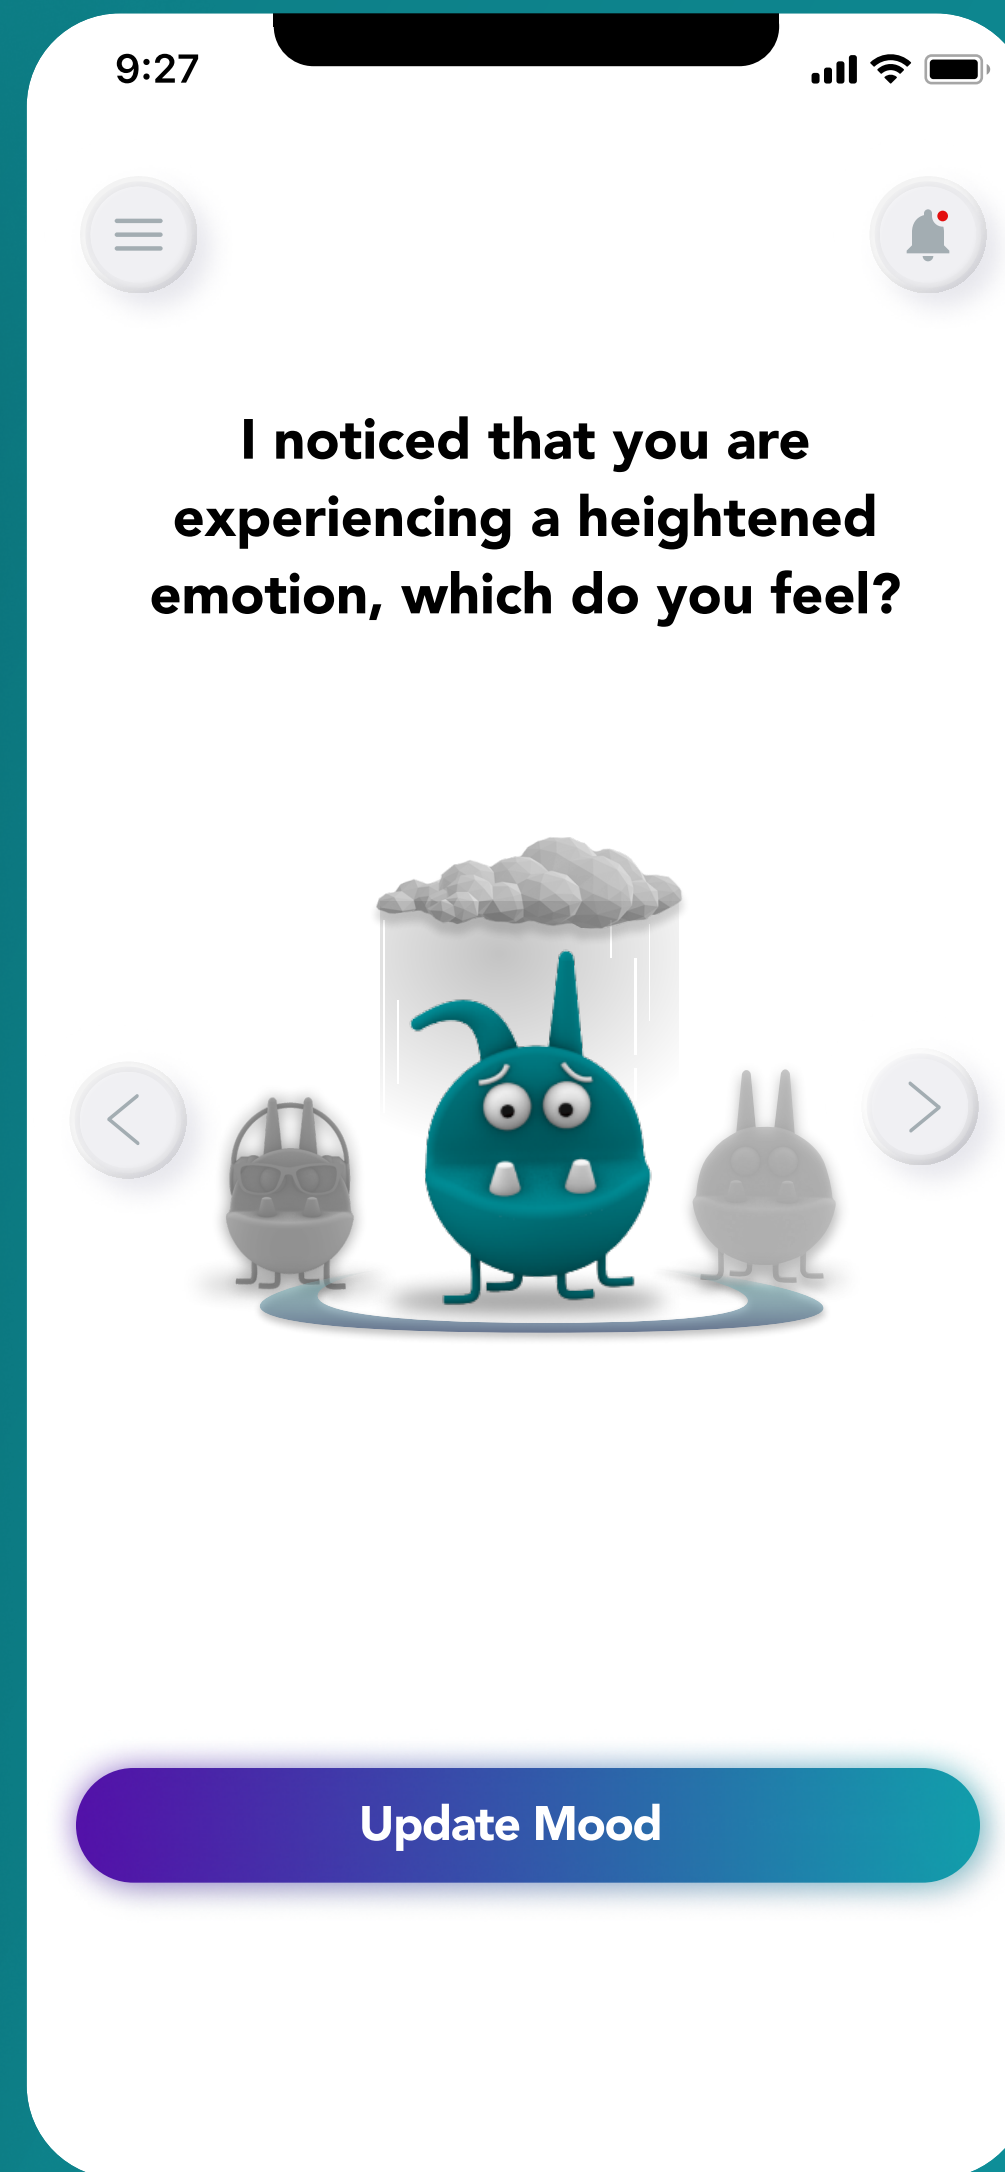 9:27
I noticed that you are
experiencing a heightened
emotion, which do you feel?
Update Mood